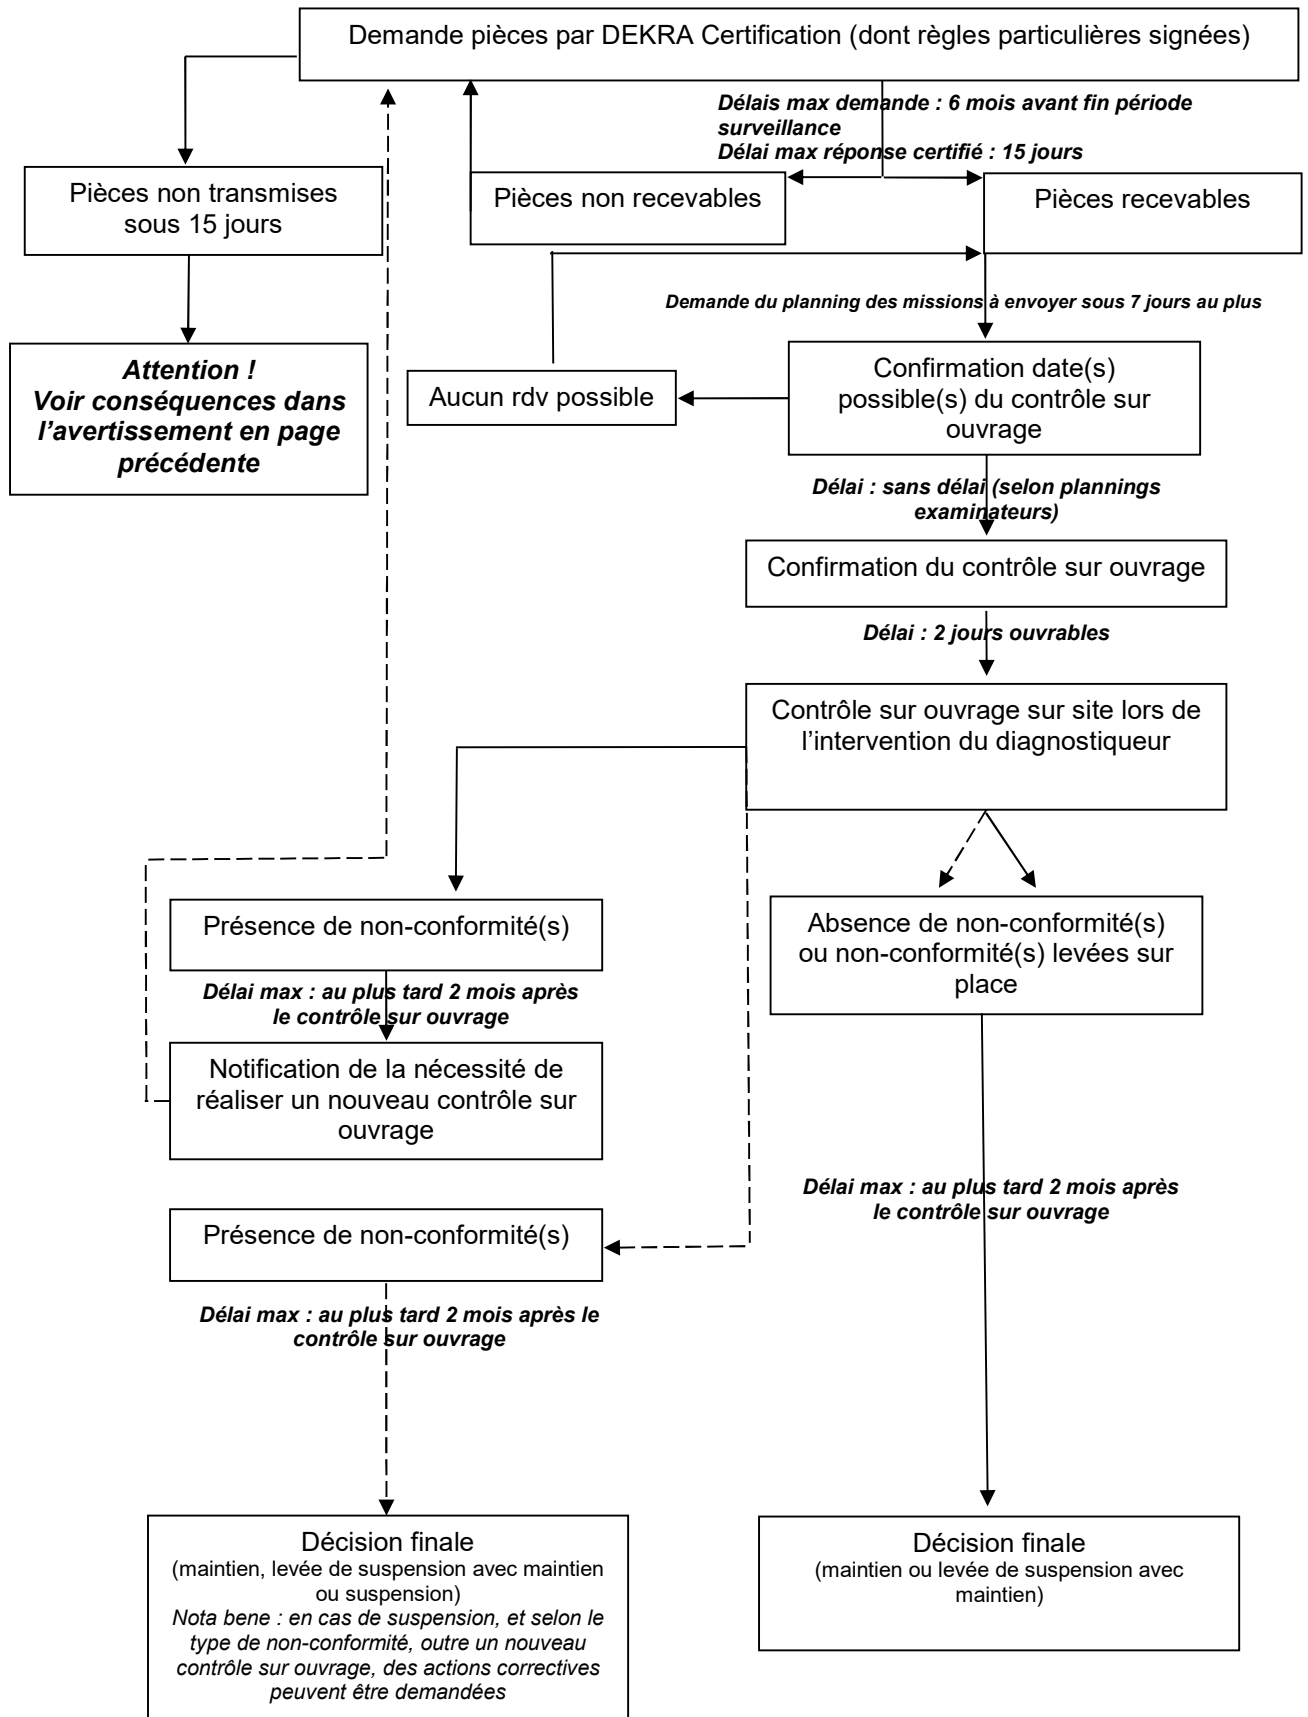 Demande pièces par DEKRA Certification (dont règles particulières signées)
Délais max demande : 6 mois avant fin période
surveillance
Délai max réponse certifié : 15 jours
Pièces non transmises
sous 15 jours
Pièces non recevables
Pièces recevables
Demande du planning des missions à envoyer sous 7 jours au plus
Attention !
Voir conséquences dans
l'avertissement en page
précédente
Aucun rdv possible
Confirmation date(s)
possible(s) du contrôle sur
ouvrage
Délai : sans délai (selon plannings
examinateurs)
Confirmation du contrôle sur ouvrage
Délai : 2 jours ouvrables
Contrôle sur ouvrage sur site lors de
l'intervention du diagnostiqueur
Présence de non-conformité(s)
Absence de non-conformité(s)
ou non-conformité(s) levées sur
place
Délai max : au plus tard 2 mois après
le contrôle sur ouvrage
Notification de la nécessité de
réaliser un nouveau contrôle sur
ouvrage
Délai max : au plus tard 2 mois après
le contrôle sur ouvrage
Présence de non-conformité(s)
Délai max : au plus tard 2 mois après le
contrôle sur ouvrage
Décision finale
(maintien, levée de suspension avec maintien
ou suspension)
Nota bene : en cas de suspension, et selon le
type de non-conformité, outre un nouveau
contrôle sur ouvrage, des actions correctives
peuvent être demandées
Décision finale
(maintien ou levée de suspension avec
maintien)